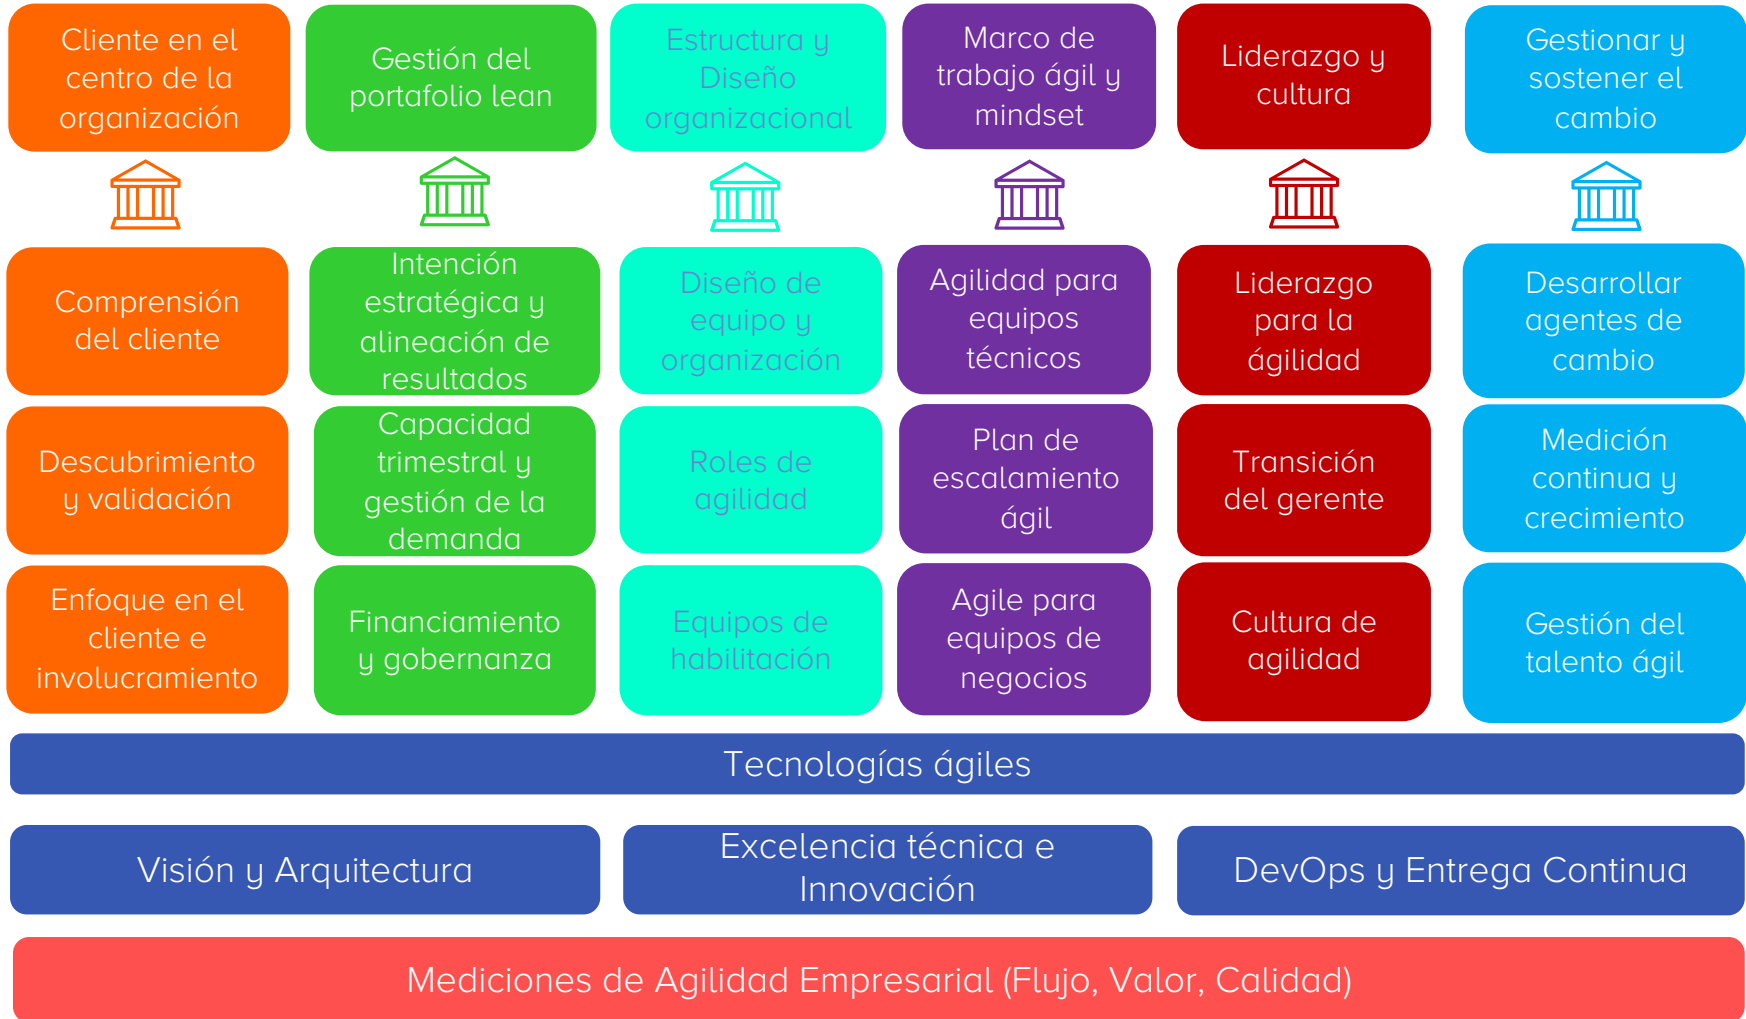 Cliente en el
centro de la
organización
Gestión del
portafolio lean
Estructura y
Diseño
organizacional
Marco de
trabajo ágil y
mindset
Liderazgo y
cultura
Gestionar y
sostener el
cambio
Comprensión
del cliente
Intención
estratégica y
alineación de
resultados
Diseño de
equipo y
organización
Agilidad para
equipos
técnicos
Liderazgo
para la
ágilidad
Desarrollar
agentes de
cambio
Descubrimiento
y validación
Capacidad
trimestral y
gestión de la
demanda
Roles de
agilidad
Plan de
escalamiento
ágil
Transición
del gerente
Medición
continua y
crecimiento
Enfoque en el
cliente e
involucramiento
Financiamiento
y gobernanza
Equipos de
habilitación
Agile para
equipos de
negocios
Cultura de
agilidad
Gestión del
talento ágil
Tecnologías ágiles
Visión y Arquitectura
Excelencia técnica e
Innovación
DevOps y Entrega Continua
Mediciones de Agilidad Empresarial (Flujo, Valor, Calidad)